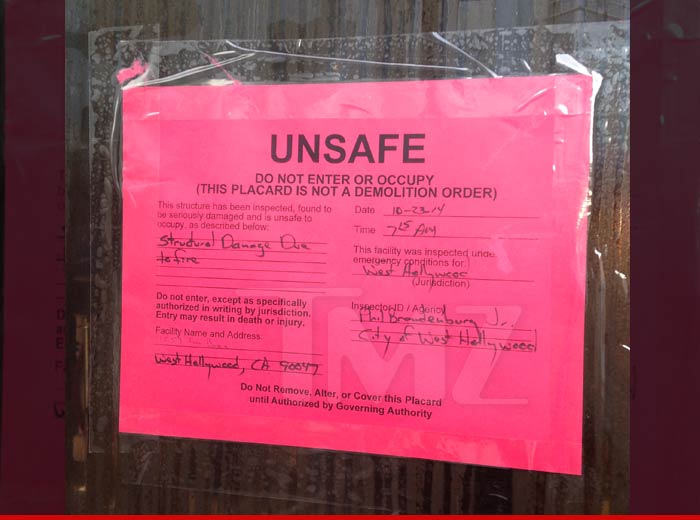 UNSAFE
DO NOT ENTER OR OCCUPY
(THIS PLACARD IS NOT A DEMOLITION ORDER)
This structure has been inspected, found to
be seriously damaged and is unsafe to
occupy, as described below:
Structural Damage Due
to fire
Do not enter, except as specifically
authorized in writing by jurisdiction.
Entry may result in death or injury.
Facility Name and Address:
West Hollywood, CA
Date 10-23-14
Time 7 15 AM
This facility was inspected under
emergency conditions for:
West Hollywood
(Jurisdiction)
Inspector ID / Agency
Phil Brandenburg Jr.
City of West Hollywood
Do Not Remove, Alter, or Cover this Placard
until Authorized by Governing Authority
TMZ